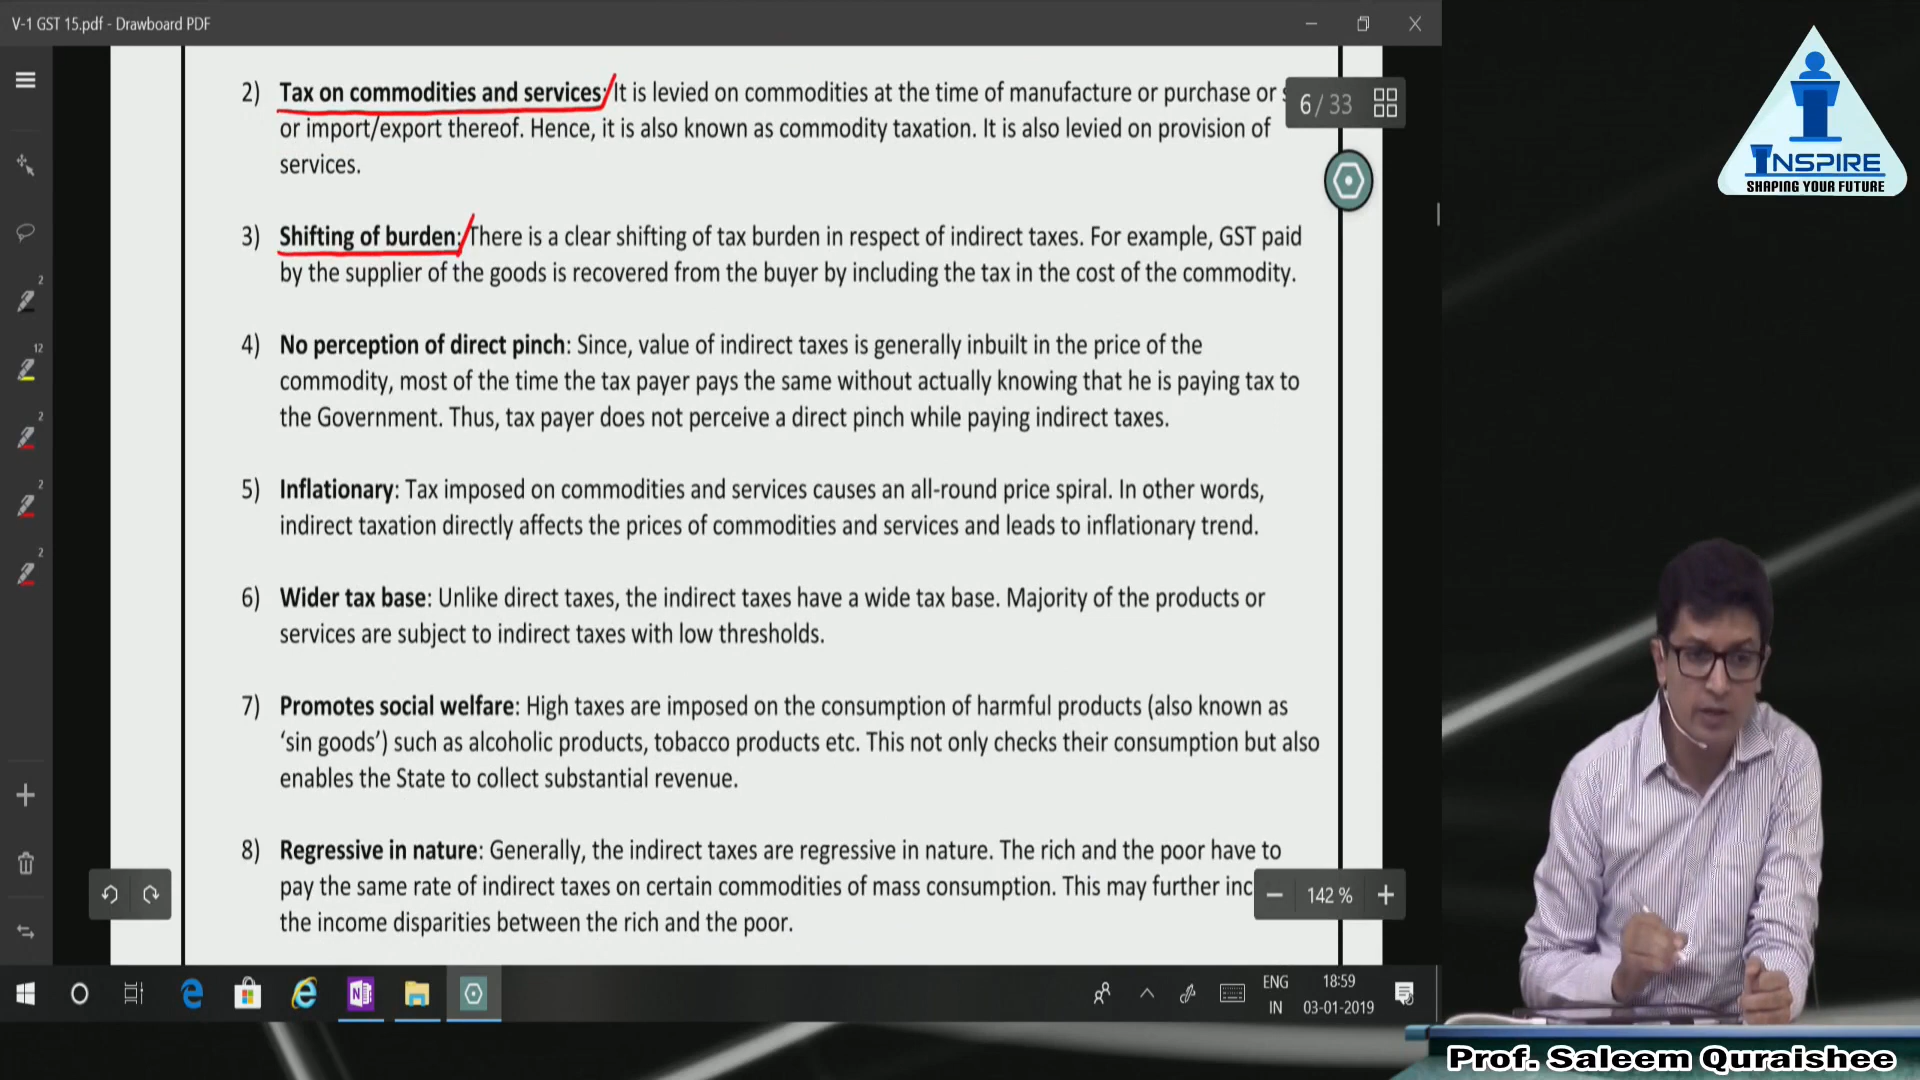 V-1 GST 15.pdf - Drawboard PDF
2) Tax on commodities and services: It is levied on commodities at the time of manufacture or purchase or
6 / 33
or import/export thereof. Hence, it is also known as commodity taxation. It is also levied on provision of
services.
3) Shifting of burden: There is a clear shifting of tax burden in respect of indirect taxes. For example, GST paid
by the supplier of the goods is recovered from the buyer by including the tax in the cost of the commodity.
4) No perception of direct pinch: Since, value of indirect taxes is generally inbuilt in the price of the
commodity, most of the time the tax payer pays the same without actually knowing that he is paying tax to
the Government. Thus, tax payer does not perceive a direct pinch while paying indirect taxes.
5) Inflationary: Tax imposed on commodities and services causes an all-round price spiral. In other words,
indirect taxation directly affects the prices of commodities and services and leads to inflationary trend.
6) Wider tax base: Unlike direct taxes, the indirect taxes have a wide tax base. Majority of the products or
services are subject to indirect taxes with low thresholds.
7) Promotes social welfare: High taxes are imposed on the consumption of harmful products (also known as
‘sin goods’) such as alcoholic products, tobacco products etc. This not only checks their consumption but also
enables the State to collect substantial revenue.
8) Regressive in nature: Generally, the indirect taxes are regressive in nature. The rich and the poor have to
pay the same rate of indirect taxes on certain commodities of mass consumption. This may further inc
the income disparities between the rich and the poor.
142 %
2
12
2
2
2
ENG
IN
18:59
03-01-2019
INSPIRE
SHAPING YOUR FUTURE
Prof. Saleem Quraishee